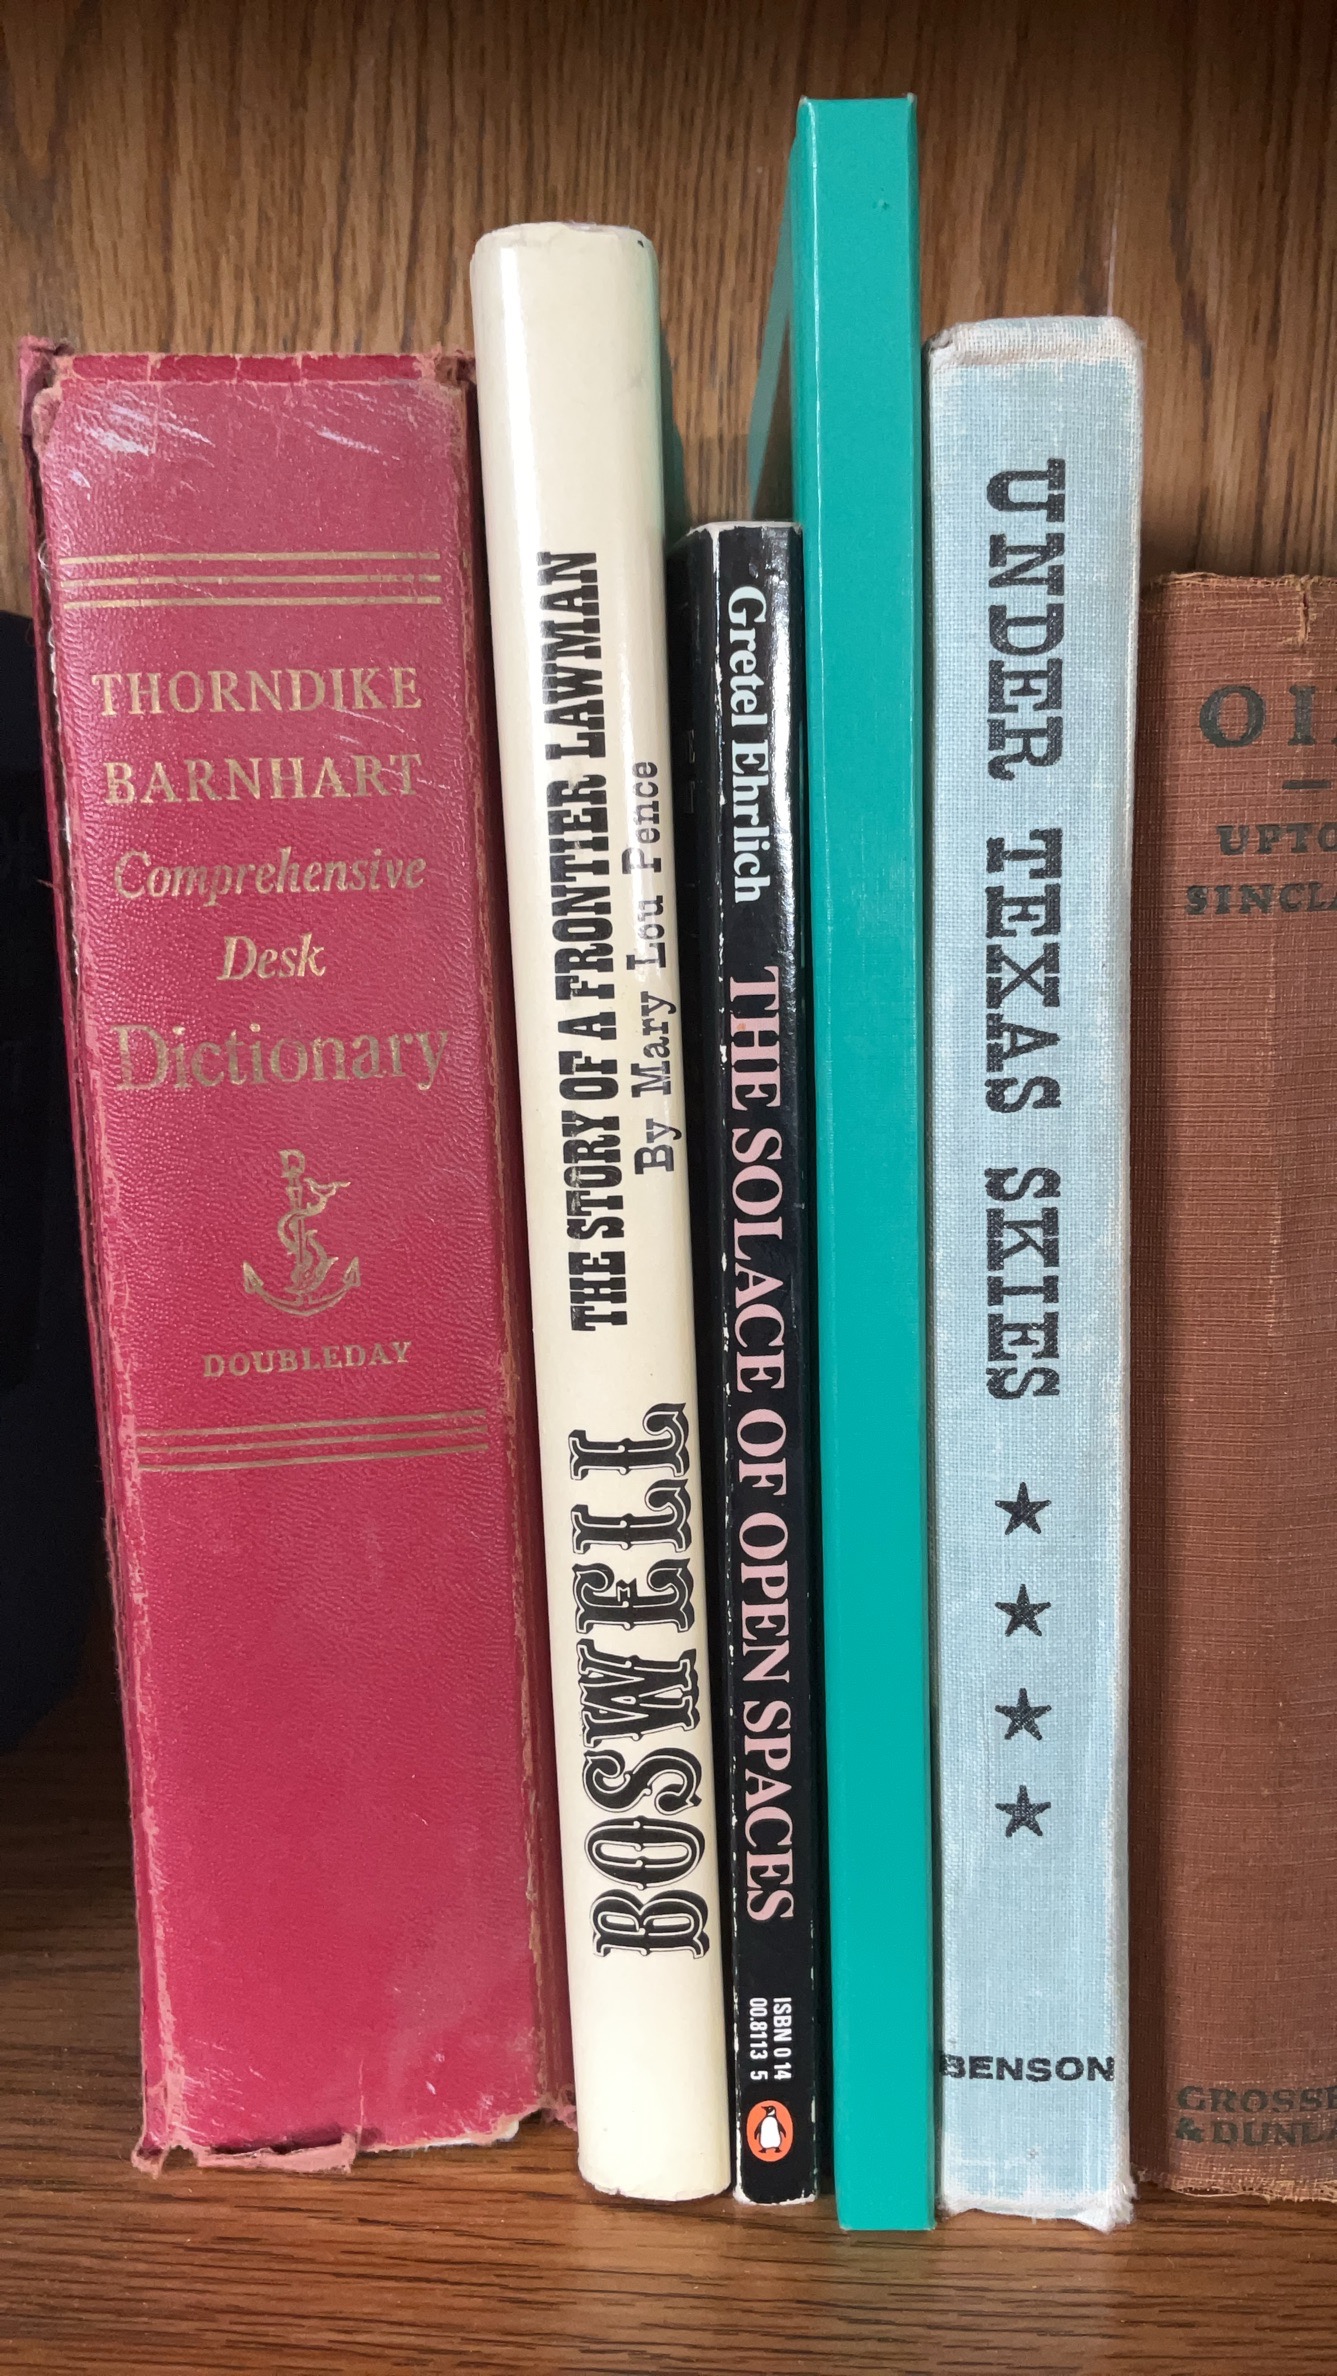 THORNDIKE
BARNHART
Comprehensive
Desk
Dictionary
DOUBLEDAY
BOSWELL THE STORY OF A FRONTIER LAWMAN
By Mary Lou Pence
Gretel Ehrlich THE SOLACE OF OPEN SPACES
ISBN 0 14
00.8113 5
UNDER TEXAS SKIES
BENSON